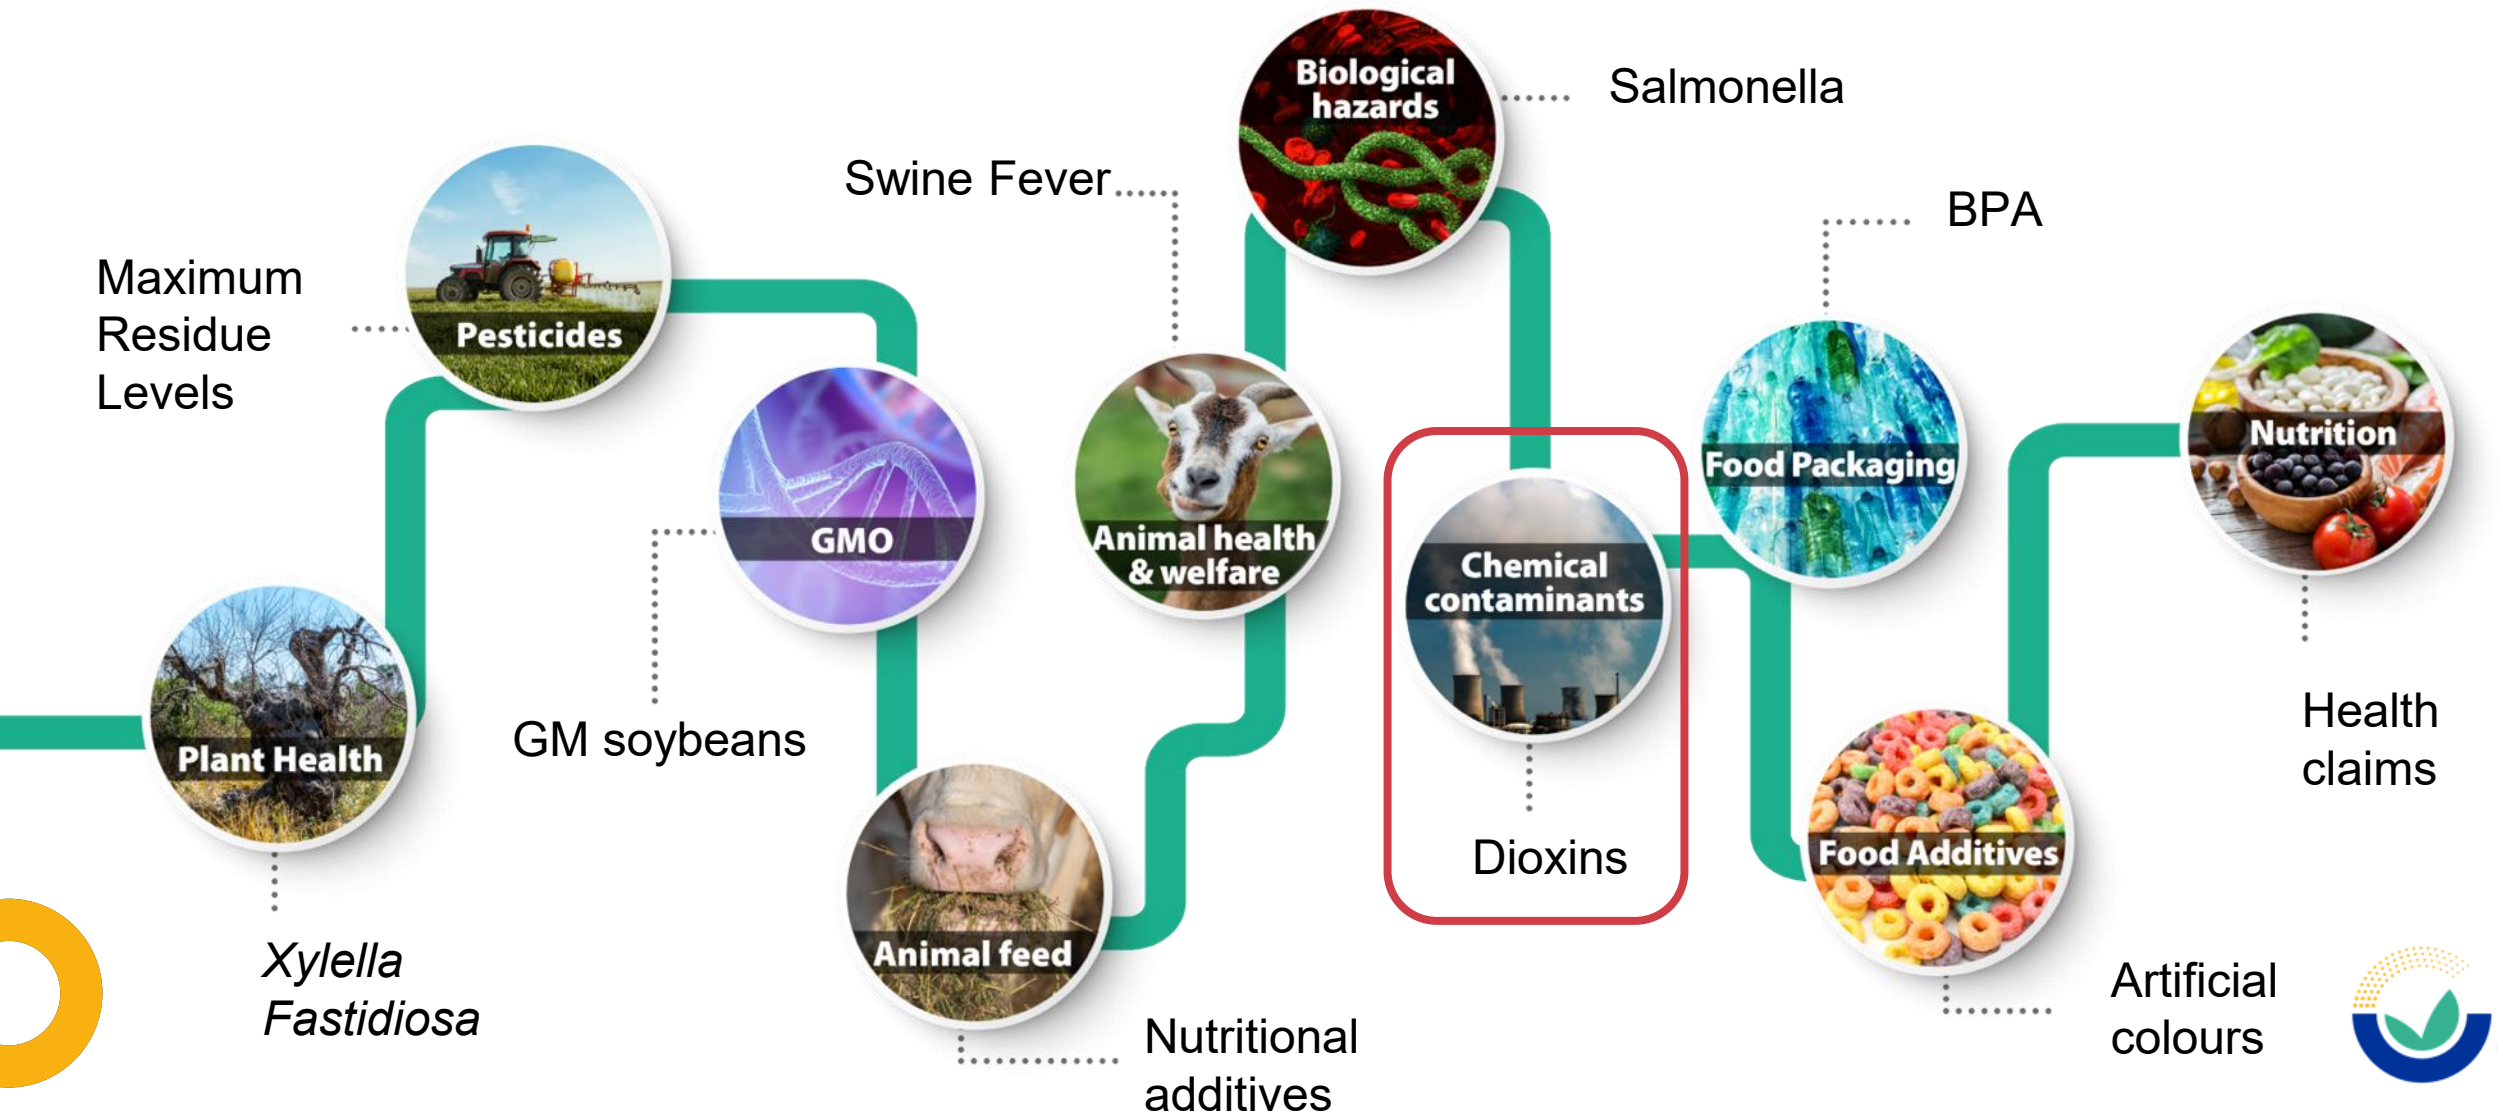 Biological
hazards
Salmonella
Swine Fever
BPA
Maximum
Residue
Levels
Pesticides
Nutrition
Food Packaging
GMO
Animal health
& welfare
Chemical
contaminants
Plant Health
GM soybeans
Health
claims
Dioxins
Food Additives
Animal feed
Xylella
Fastidiosa
Artificial
colours
Nutritional
additives